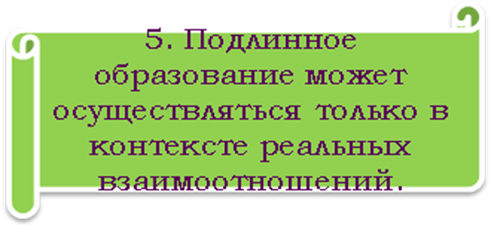 5. Подлинное
образование может
осуществляться только в
контексте реальных
взаимоотношений.